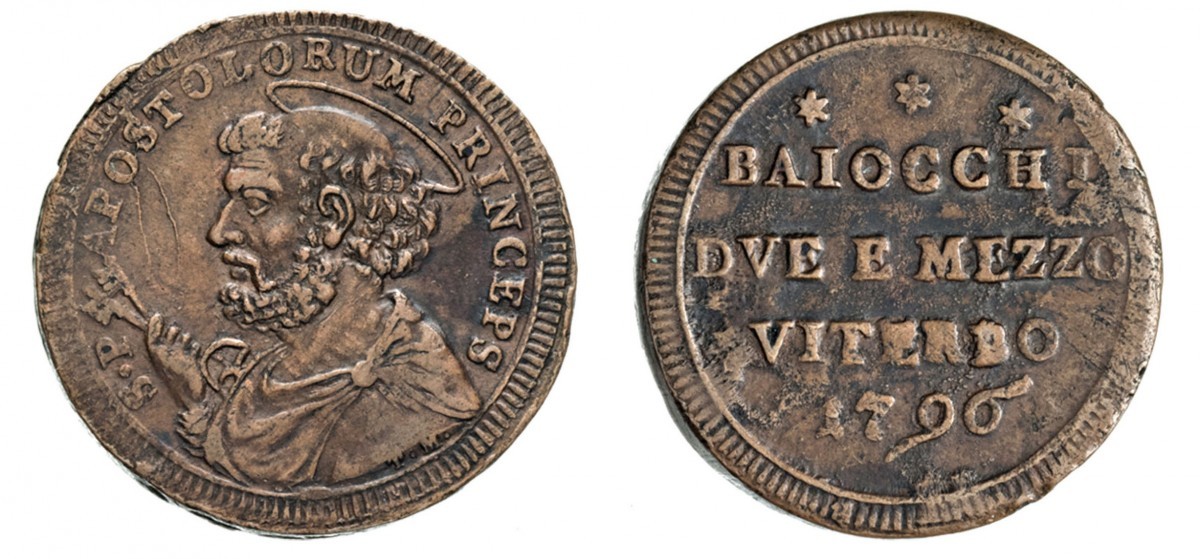 S. P. APOSTOLORUM PRINCEPS
T. M.
BAIOCCHI
DVE E MEZZO
VITERBO
1796